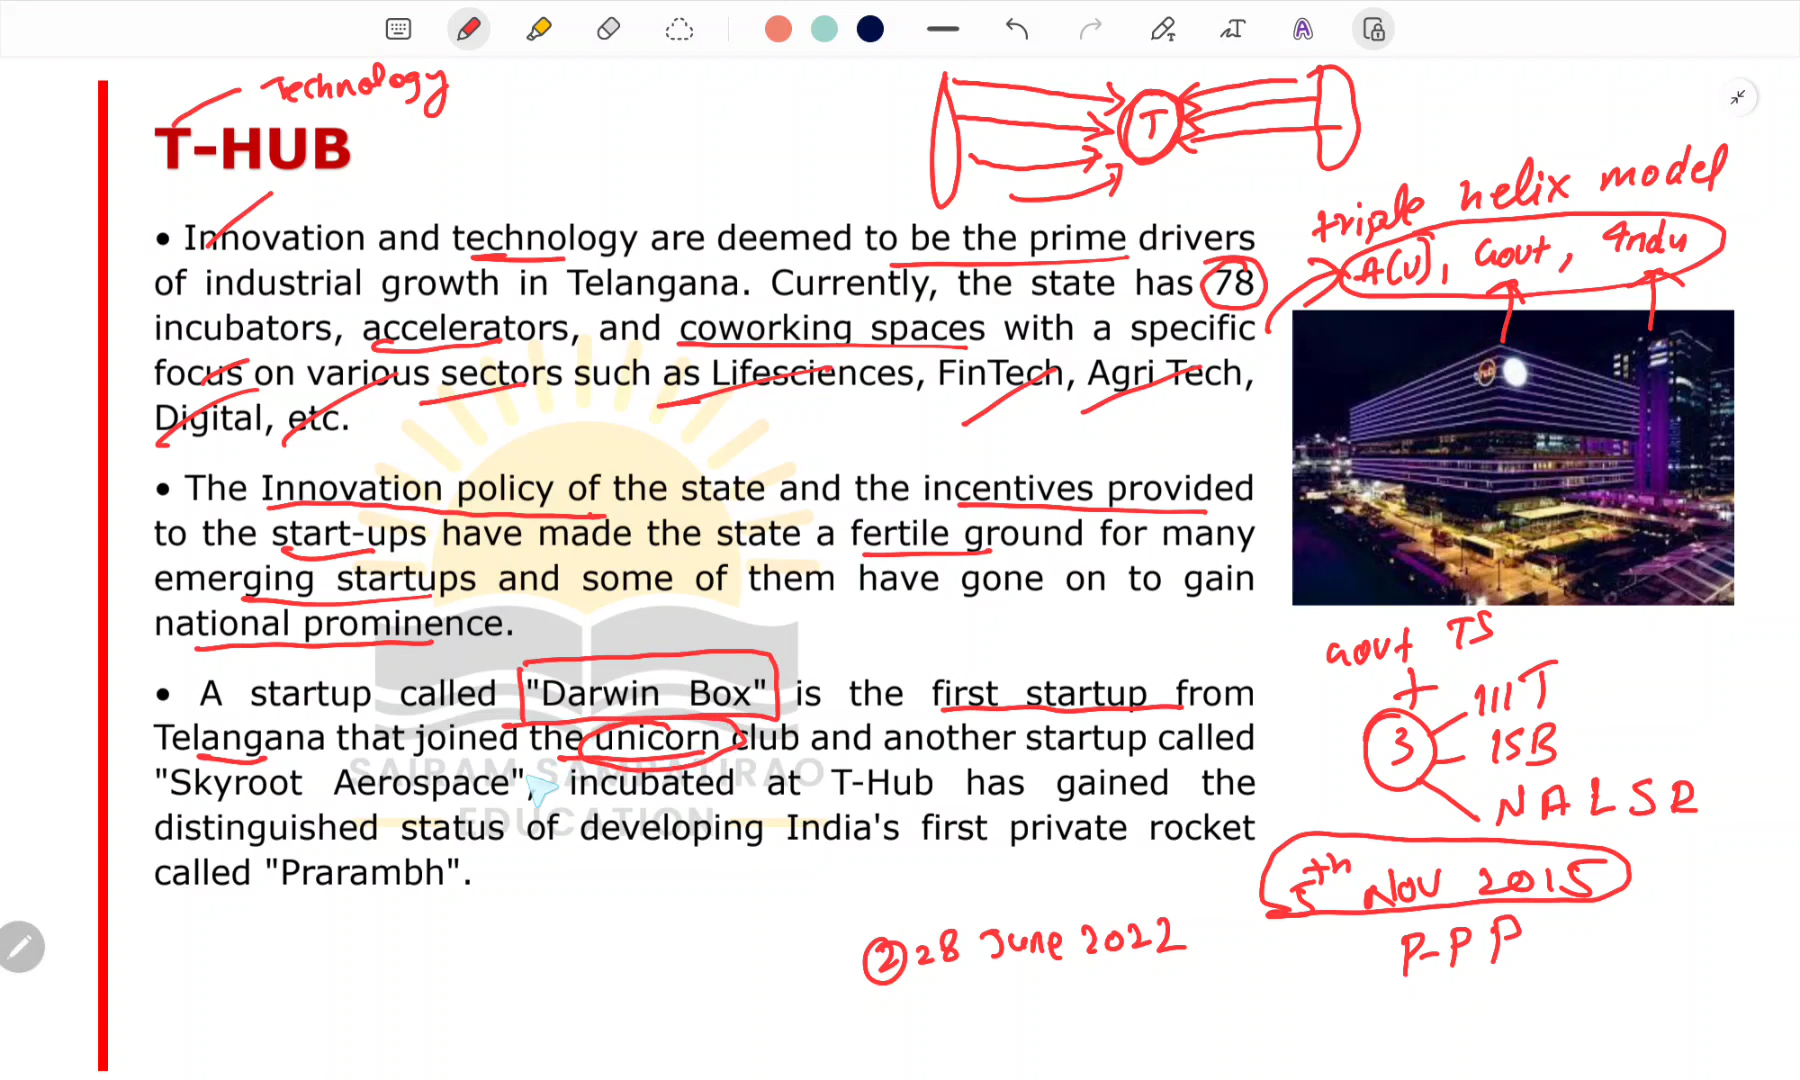 Technology
T-HUB
T
triple helix model
A(U), Govt, Indu
• Innovation and technology are deemed to be the prime drivers
of industrial growth in Telangana. Currently, the state has 78
incubators, accelerators, and coworking spaces with a specific
focus on various sectors such as Lifesciences, FinTech, Agri Tech,
Digital, etc.
• The Innovation policy of the state and the incentives provided
to the start-ups have made the state a fertile ground for many
emerging startups and some of them have gone on to gain
national prominence.
• A startup called "Darwin Box" is the first startup from
Telangana that joined the unicorn club and another startup called
"Skyroot Aerospace", incubated at T-Hub has gained the
distinguished status of developing India's first private rocket
called "Prarambh".
SAIRAM SAMPATIRAO
EDUCATION
Govt TS
+
3
IIIT
ISB
NALSR
5th Nov 2015
P-PP
2 28 June 2022